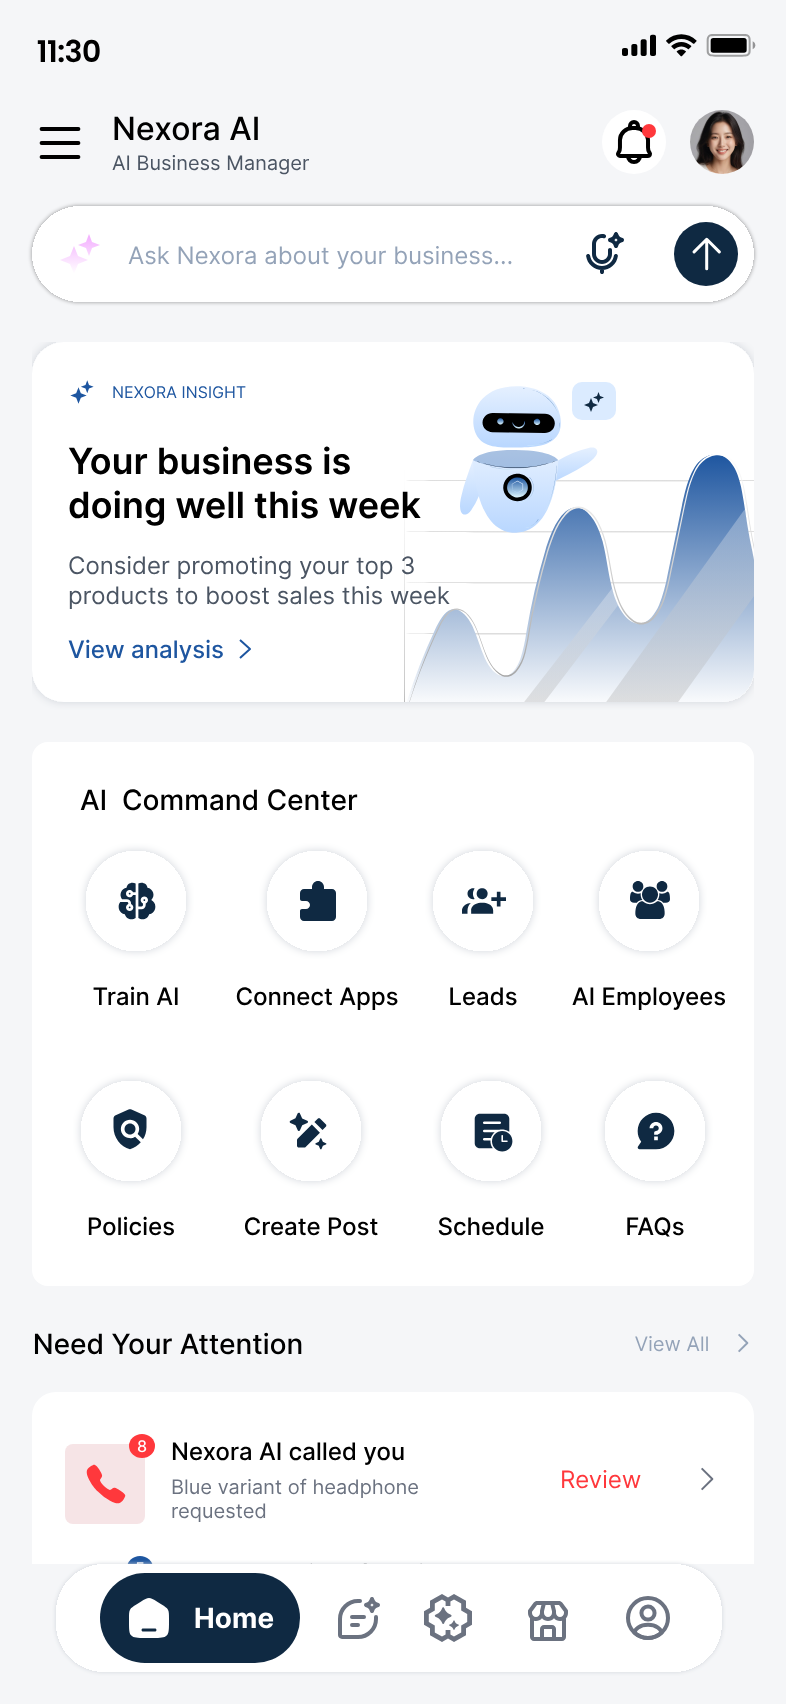 11:30
Nexora AI
AI Business Manager
Ask Nexora about your business...
NEXORA INSIGHT
Your business is
doing well this week
Consider promoting your top 3
products to boost sales this week
View analysis
AI Command Center
Train AI
Connect Apps
Leads
AI Employees
Policies
Create Post
Schedule
FAQs
Need Your Attention
View All
8
Nexora AI called you
Blue variant of headphone
requested
Review
Home